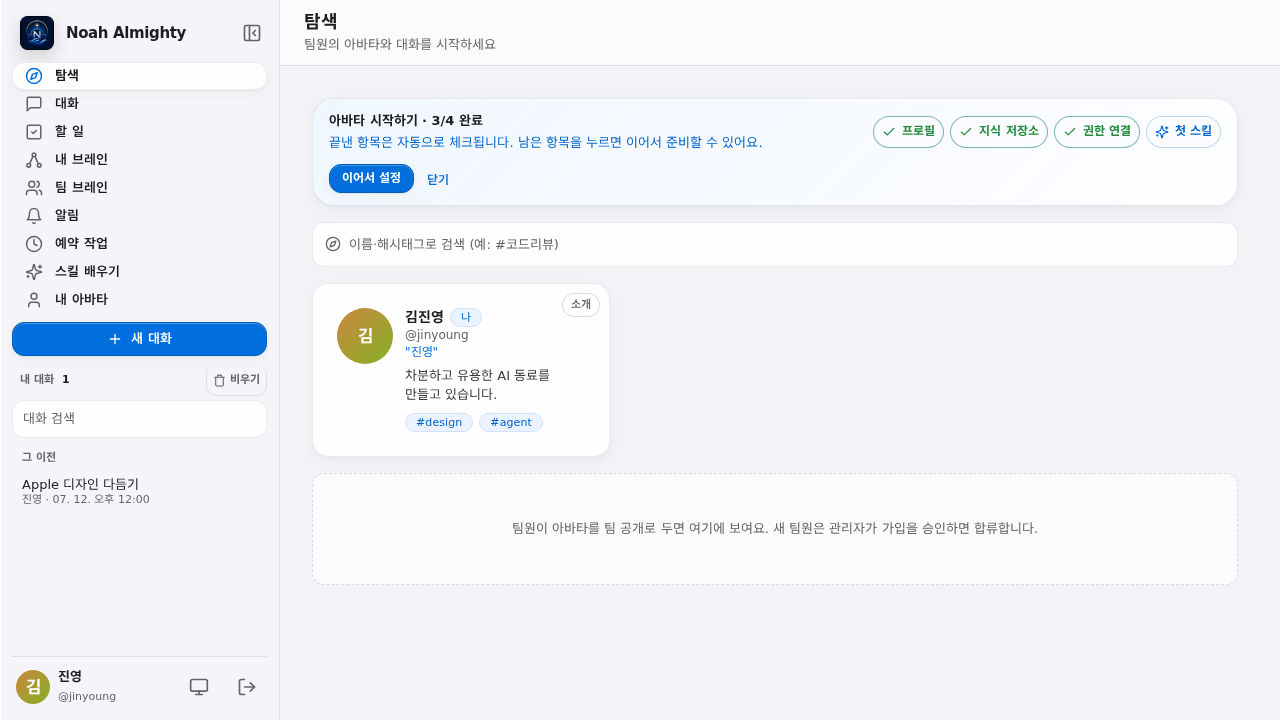 Noah Almighty
탐색
대화
할 일
내 브레인
팀 브레인
알림
예약 작업
스킬 배우기
내 아바타
새 대화
내 대화 1
비우기
대화 검색
그 이전
Apple 디자인 다듬기
진영 · 07. 12. 오후 12:00
김
진영
@jinyoung
탐색
팀원의 아바타와 대화를 시작하세요
아바타 시작하기 · 3/4 완료
끝낸 항목은 자동으로 체크됩니다. 남은 항목을 누르면 이어서 준비할 수 있어요.
프로필
지식 저장소
권한 연결
첫 스킬
이어서 설정
닫기
이름·해시태그로 검색 (예: #코드리뷰)
소개
김
김진영 나
@jinyoung
"진영"
차분하고 유용한 AI 동료를
만들고 있습니다.
#design #agent
팀원이 아바타를 팀 공개로 두면 여기에 보여요. 새 팀원은 관리자가 가입을 승인하면 합류합니다.